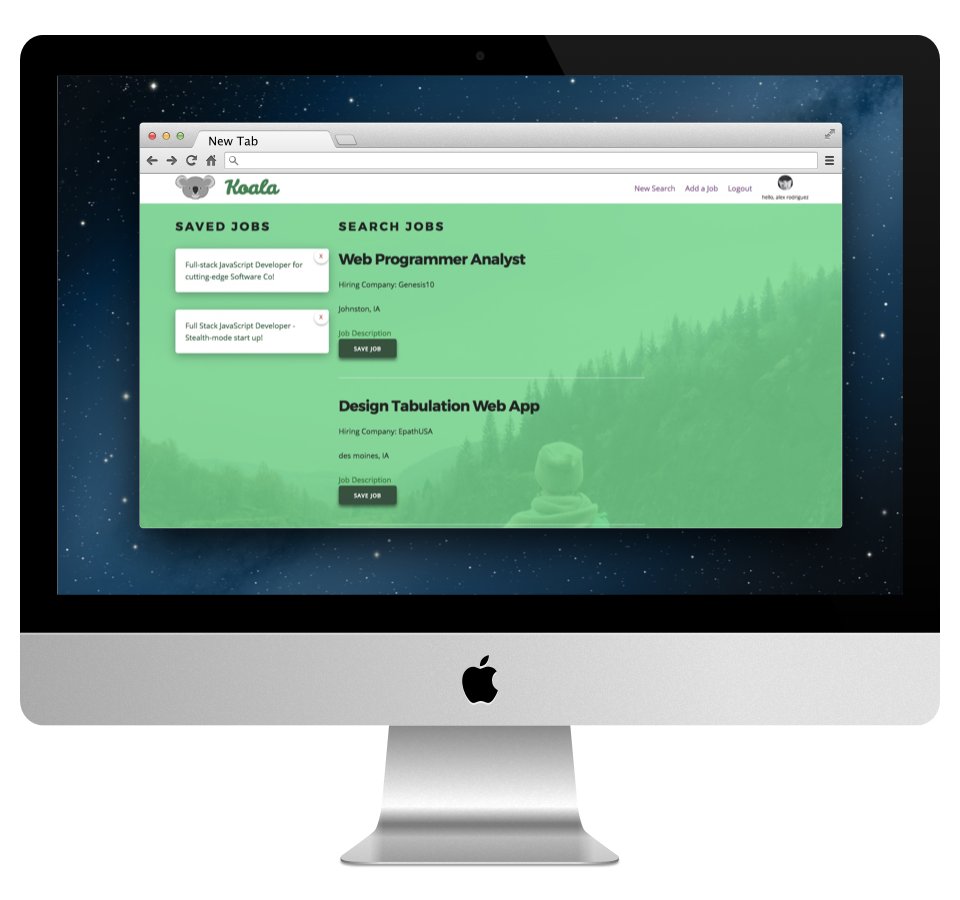 New Tab
Koala
New Search Add a Job Logout
hello, alex rodriguez
SAVED JOBS
x
Full-stack JavaScript Developer for
cutting-edge Software Co!
x
Full Stack JavaScript Developer -
Stealth-mode start up!
SEARCH JOBS
Web Programmer Analyst
Hiring Company: Genesis10
Johnston, IA
Job Description
SAVE JOB
Design Tabulation Web App
Hiring Company: EpathUSA
des moines, IA
Job Description
SAVE JOB